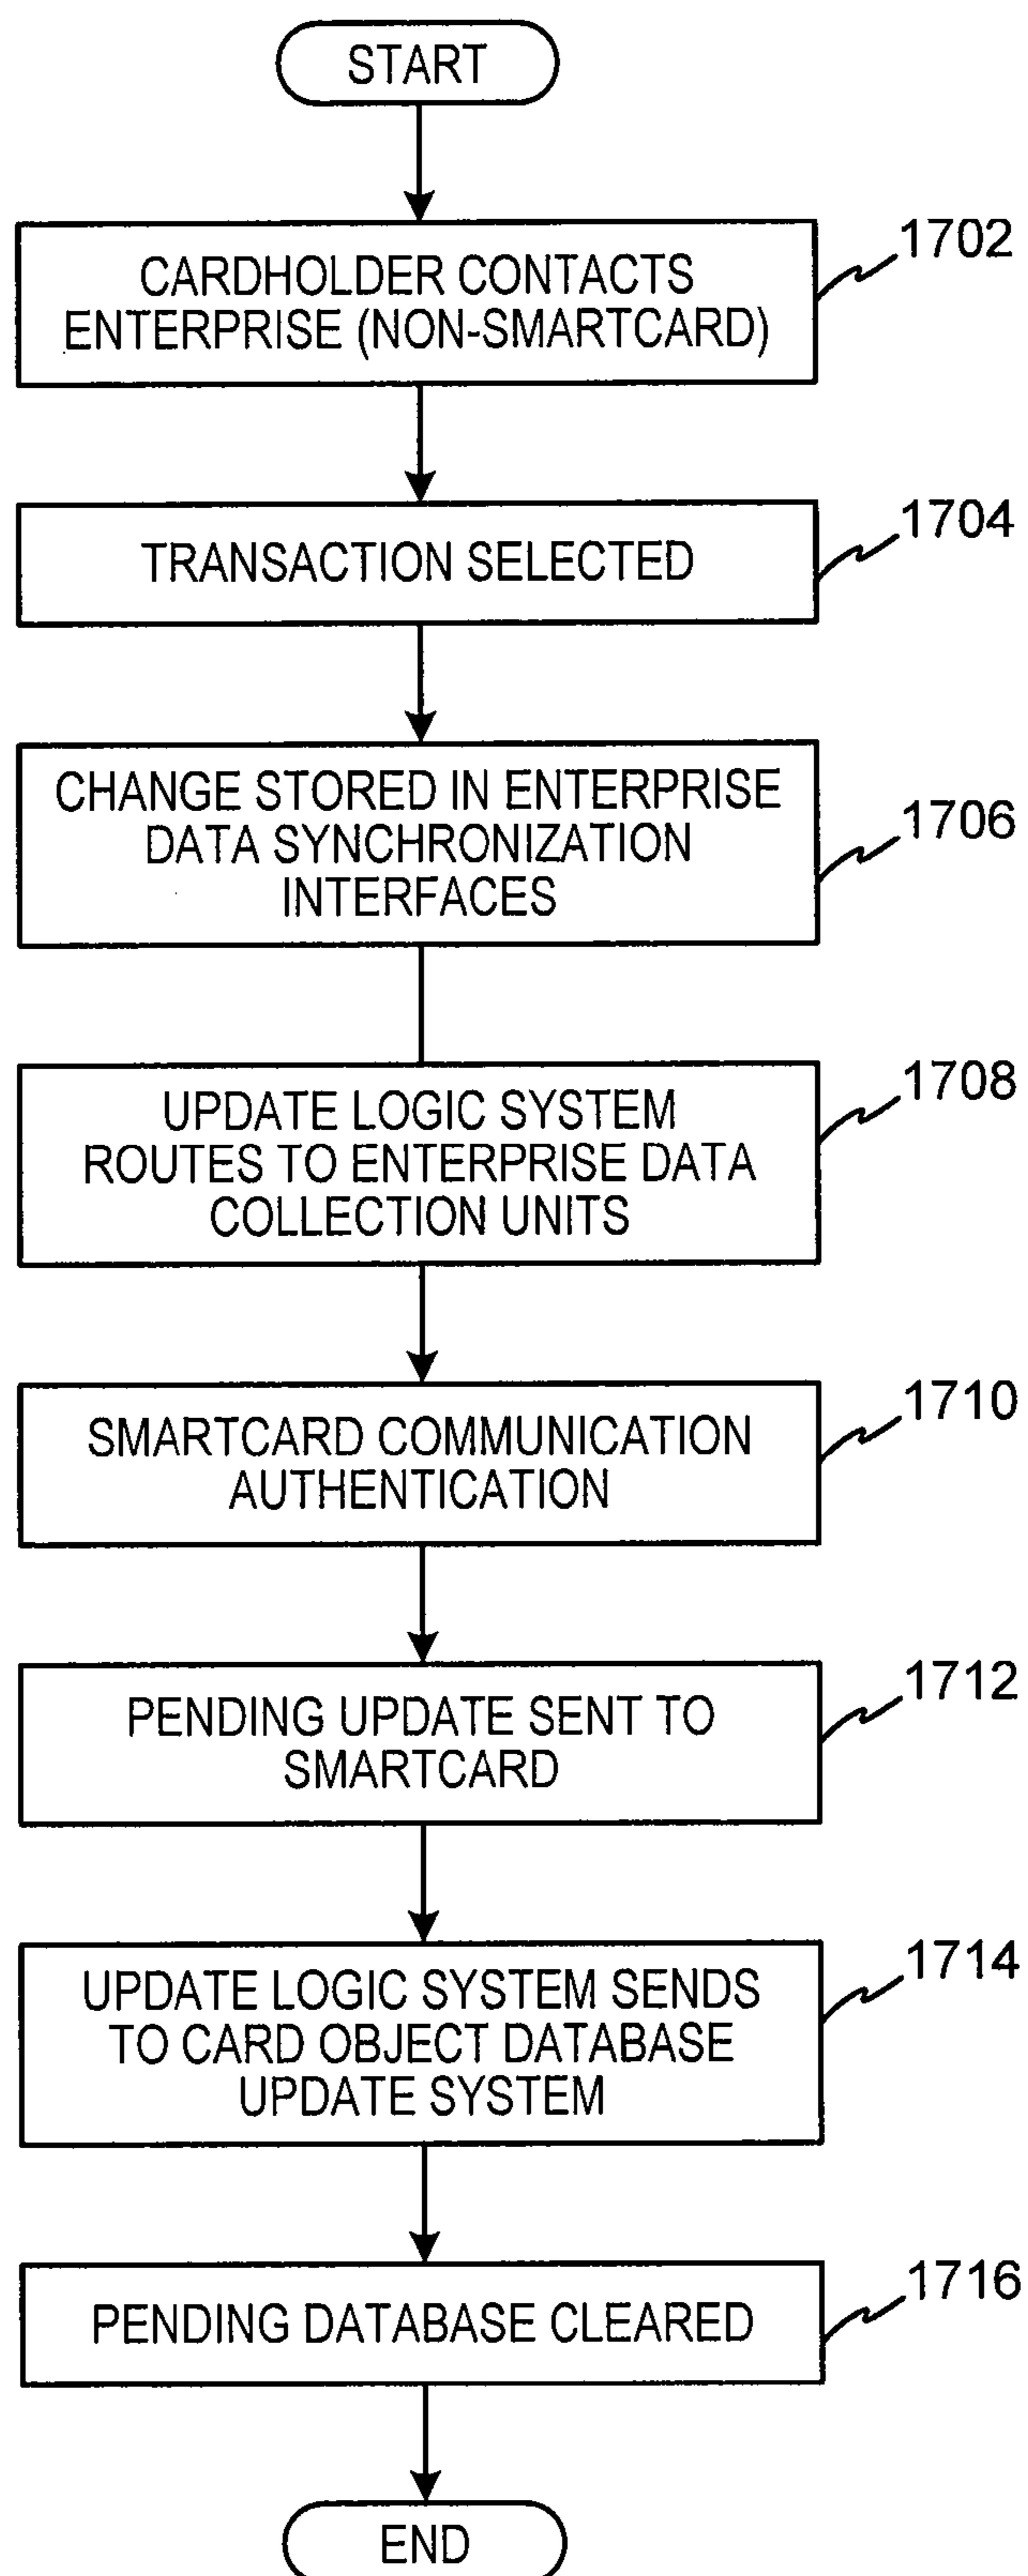 START
CARDHOLDER CONTACTS
ENTERPRISE (NON-SMARTCARD)
1702
TRANSACTION SELECTED
1704
CHANGE STORED IN ENTERPRISE
DATA SYNCHRONIZATION
INTERFACES
1706
UPDATE LOGIC SYSTEM
ROUTES TO ENTERPRISE DATA
COLLECTION UNITS
1708
SMARTCARD COMMUNICATION
AUTHENTICATION
1710
PENDING UPDATE SENT TO
SMARTCARD
1712
UPDATE LOGIC SYSTEM SENDS
TO CARD OBJECT DATABASE
UPDATE SYSTEM
1714
PENDING DATABASE CLEARED
1716
END